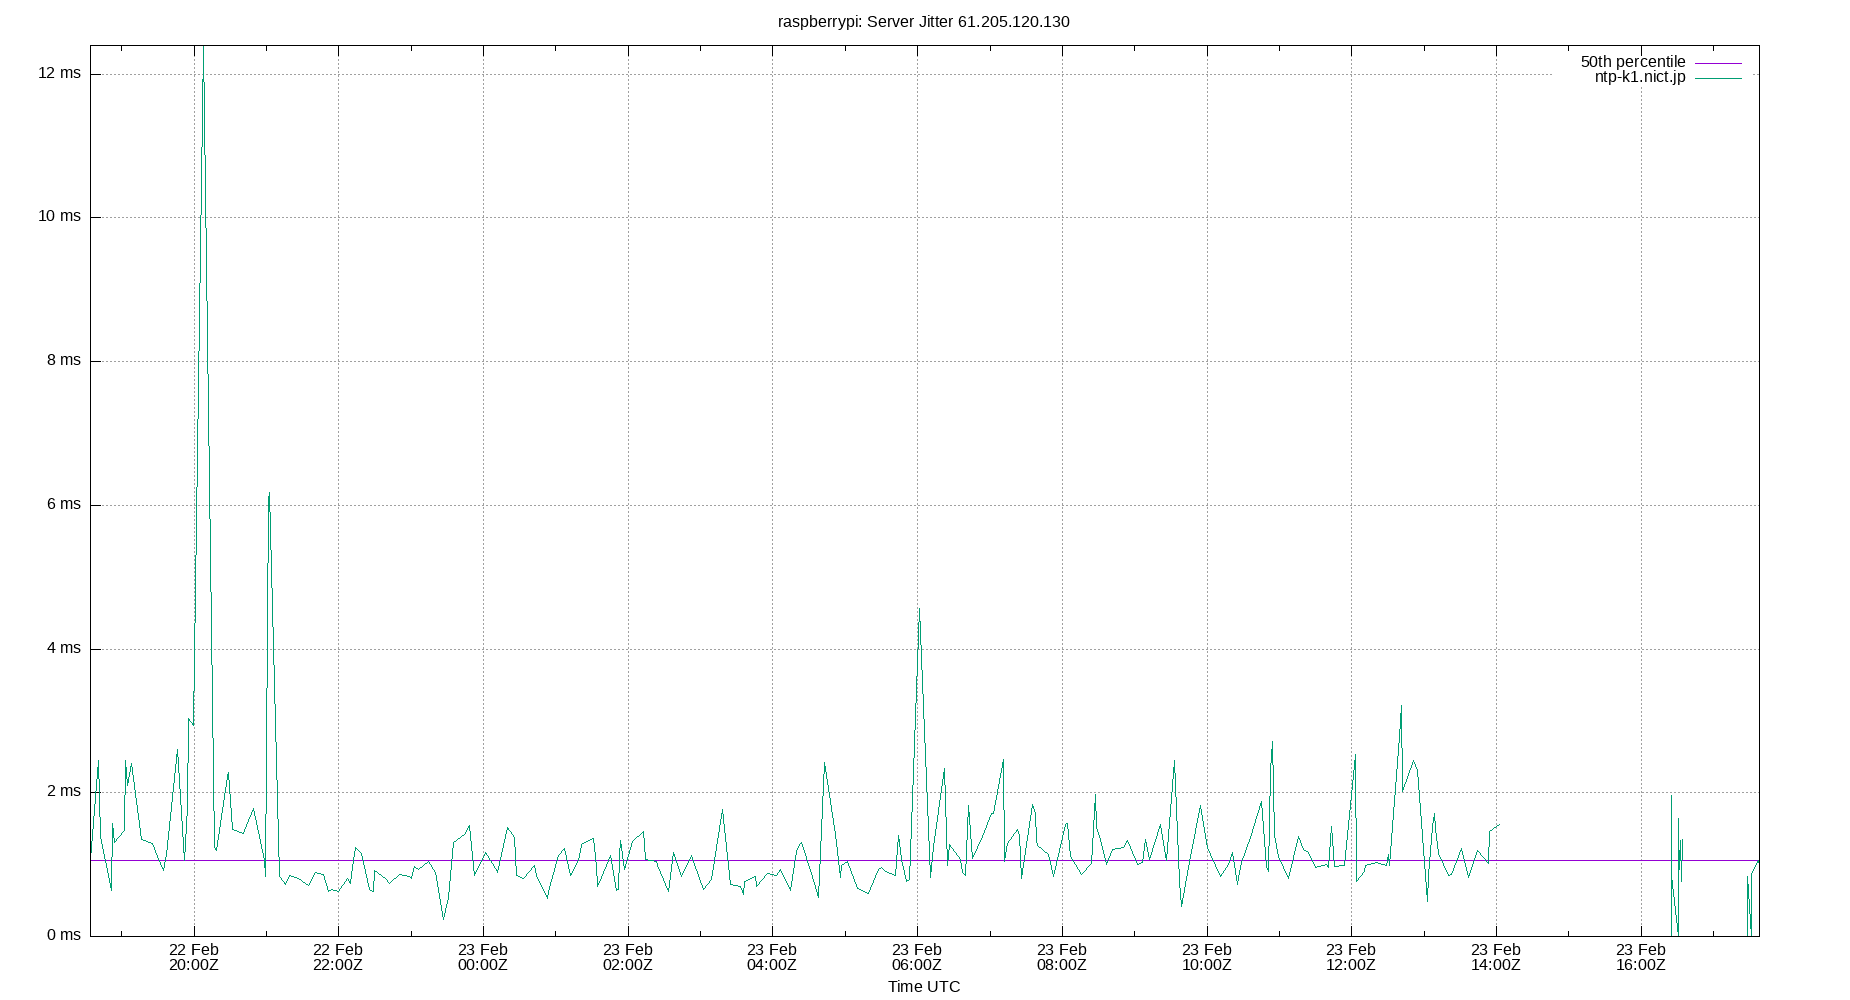 raspberrypi: Server Jitter 61.205.120.130
50th percentile
ntp-k1.nict.jp
12 ms
10 ms
8 ms
6 ms
4 ms
2 ms
0 ms
22 Feb 22 Feb 23 Feb 23 Feb 23 Feb 23 Feb 23 Feb 23 Feb 23 Feb 23 Feb 23 Feb
20:00Z 22:00Z 00:00Z 02:00Z 04:00Z 06:00Z 08:00Z 10:00Z 12:00Z 14:00Z 16:00Z
Time UTC